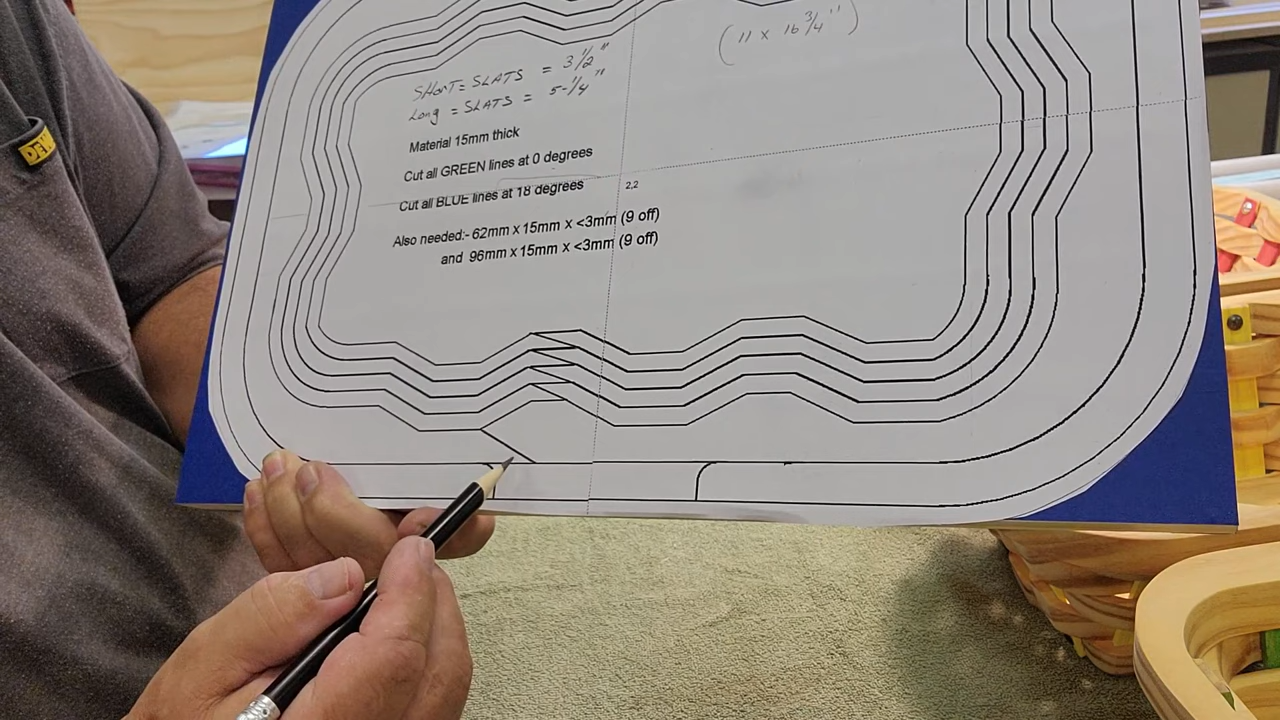 (11 x 16 3/4")
SHORT = SLATS = 3 1/2"
Long = SLATS = 5-1/4"
Material 15mm thick
Cut all GREEN lines at 0 degrees
Cut all BLUE lines at 18 degrees
2,2
Also needed:- 62mm x 15mm x <3mm (9 off)
and 96mm x 15mm x <3mm (9 off)